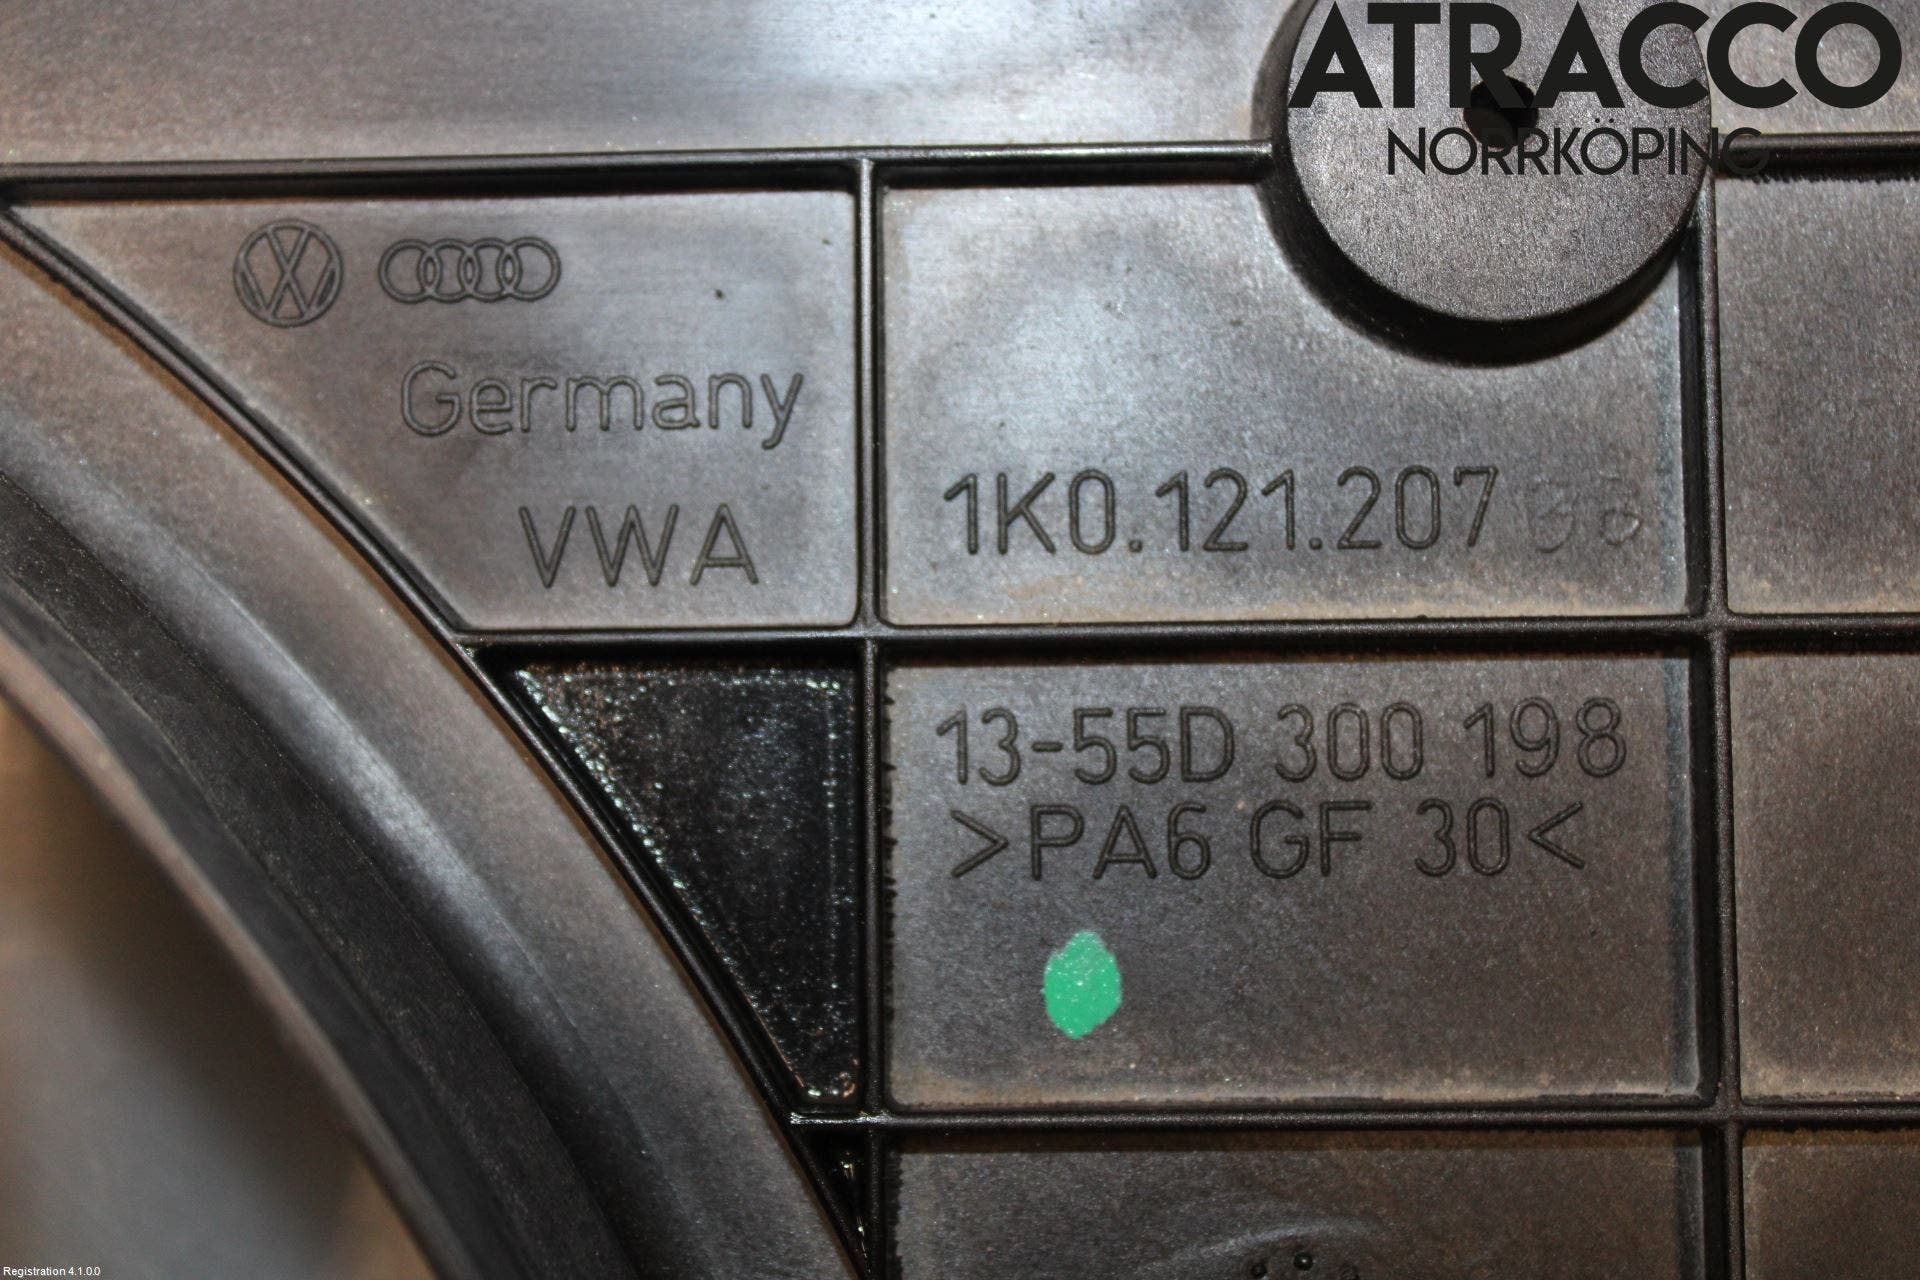 ATRACCO
NORRKÖPING
Germany
VWA
1K0.121.207
13-55D 300 198
>PA6 GF 30<
Registration 4.1.0.0